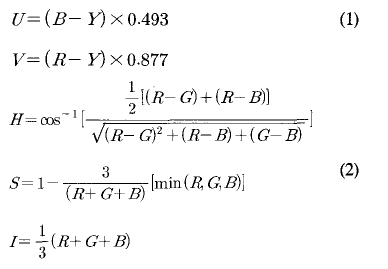 U=(B-Y)×0.493 (1)
V=(R-Y)×0.877
H=cos⁻¹[ 1/2[(R-G)+(R-B)] / √((R-G)²+(R-B)+(G-B)) ]
S=1- 3/(R+G+B) [min(R,G,B)] (2)
I= 1/3 (R+G+B)